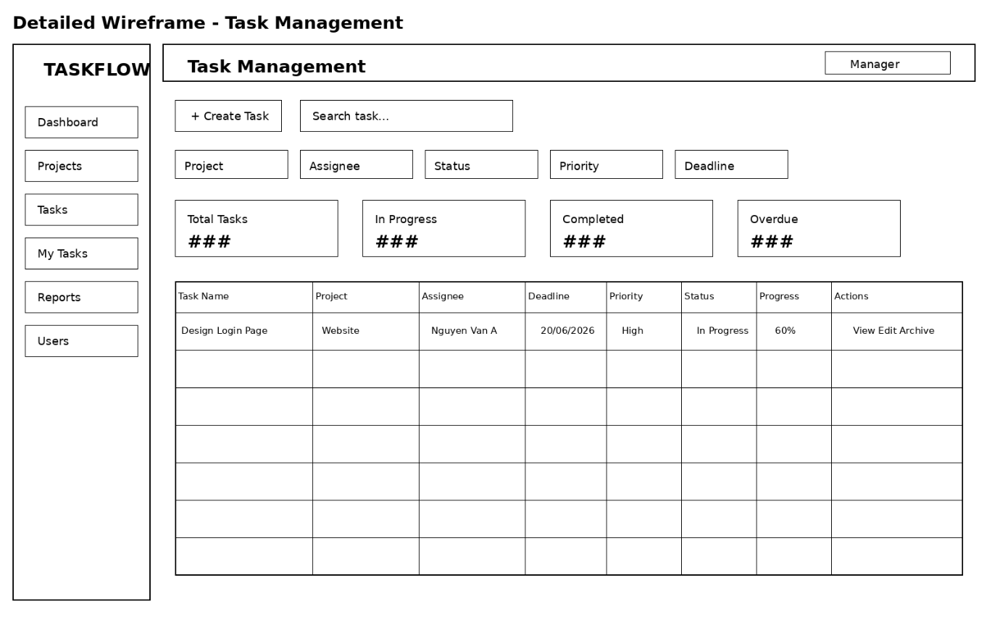 Detailed Wireframe - Task Management
TASKFLOW
Dashboard
Projects
Tasks
My Tasks
Reports
Users
Task Management
Manager
+ Create Task
Search task...
Project
Assignee
Status
Priority
Deadline
Total Tasks
###
In Progress
###
Completed
###
Overdue
###
Task Name Project Assignee Deadline Priority Status Progress Actions
Design Login Page Website Nguyen Van A 20/06/2026 High In Progress 60% View Edit Archive